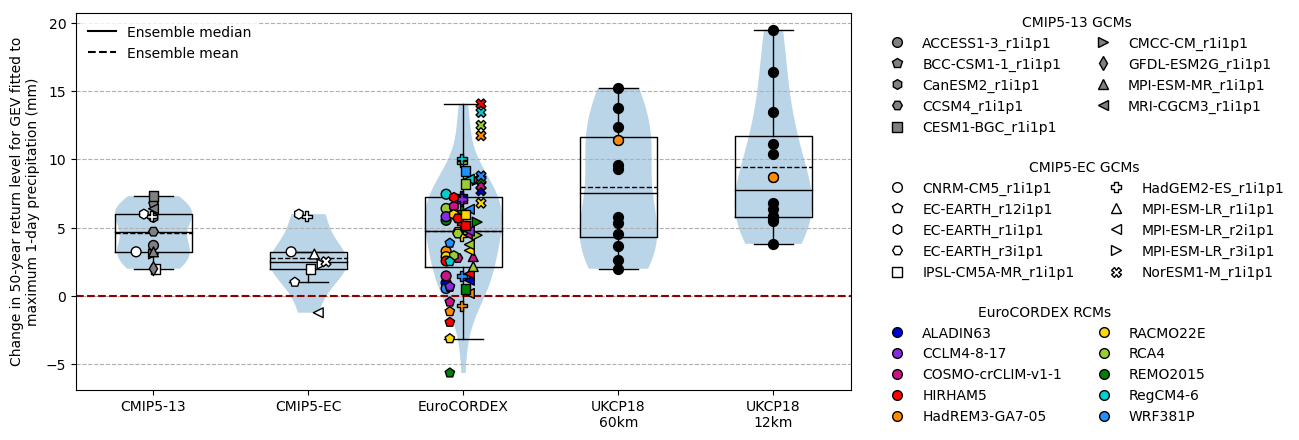 Change in 50-year return level for GEV fitted to
maximum 1-day precipitation (mm)
20
15
10
5
0
−5
Ensemble median
Ensemble mean
CMIP5-13
CMIP5-EC
EuroCORDEX
UKCP18
60km
UKCP18
12km
CMIP5-13 GCMs
ACCESS1-3_r1i1p1
BCC-CSM1-1_r1i1p1
CanESM2_r1i1p1
CCSM4_r1i1p1
CESM1-BGC_r1i1p1
CMCC-CM_r1i1p1
GFDL-ESM2G_r1i1p1
MPI-ESM-MR_r1i1p1
MRI-CGCM3_r1i1p1
CMIP5-EC GCMs
CNRM-CM5_r1i1p1
EC-EARTH_r12i1p1
EC-EARTH_r1i1p1
EC-EARTH_r3i1p1
IPSL-CM5A-MR_r1i1p1
HadGEM2-ES_r1i1p1
MPI-ESM-LR_r1i1p1
MPI-ESM-LR_r2i1p1
MPI-ESM-LR_r3i1p1
NorESM1-M_r1i1p1
EuroCORDEX RCMs
ALADIN63
CCLM4-8-17
COSMO-crCLIM-v1-1
HIRHAM5
HadREM3-GA7-05
RACMO22E
RCA4
REMO2015
RegCM4-6
WRF381P